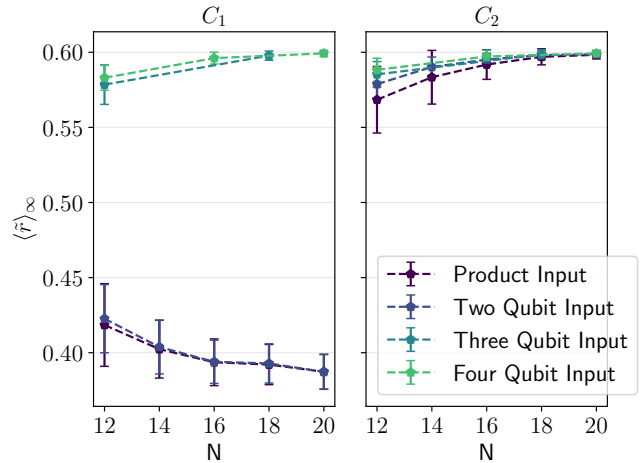 C₁ C₂
0.60
0.55
0.50
0.45
0.40
⟨r̃⟩∞
12 14 16 18 20
N
12 14 16 18 20
N
Product Input
Two Qubit Input
Three Qubit Input
Four Qubit Input